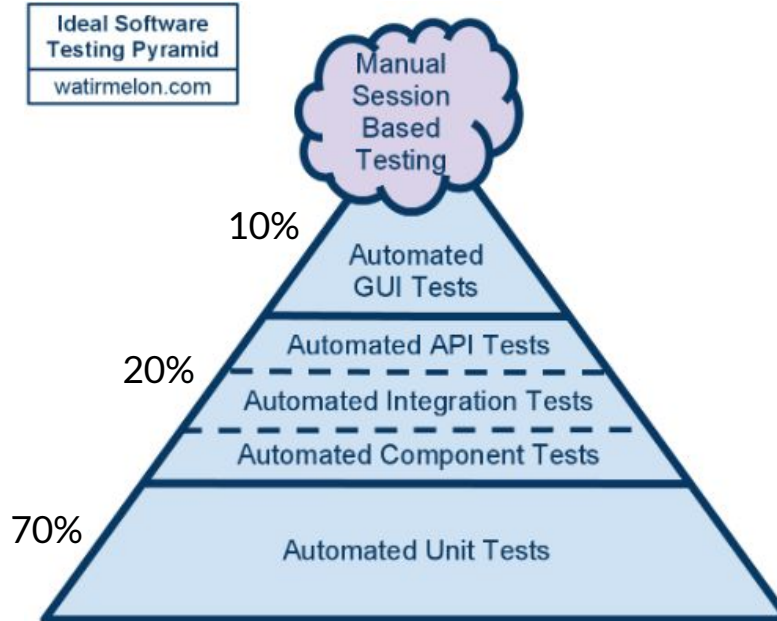 Ideal Software
Testing Pyramid
watirmelon.com
Manual
Session
Based
Testing
10%
Automated
GUI Tests
Automated API Tests
20%
Automated Integration Tests
Automated Component Tests
70%
Automated Unit Tests